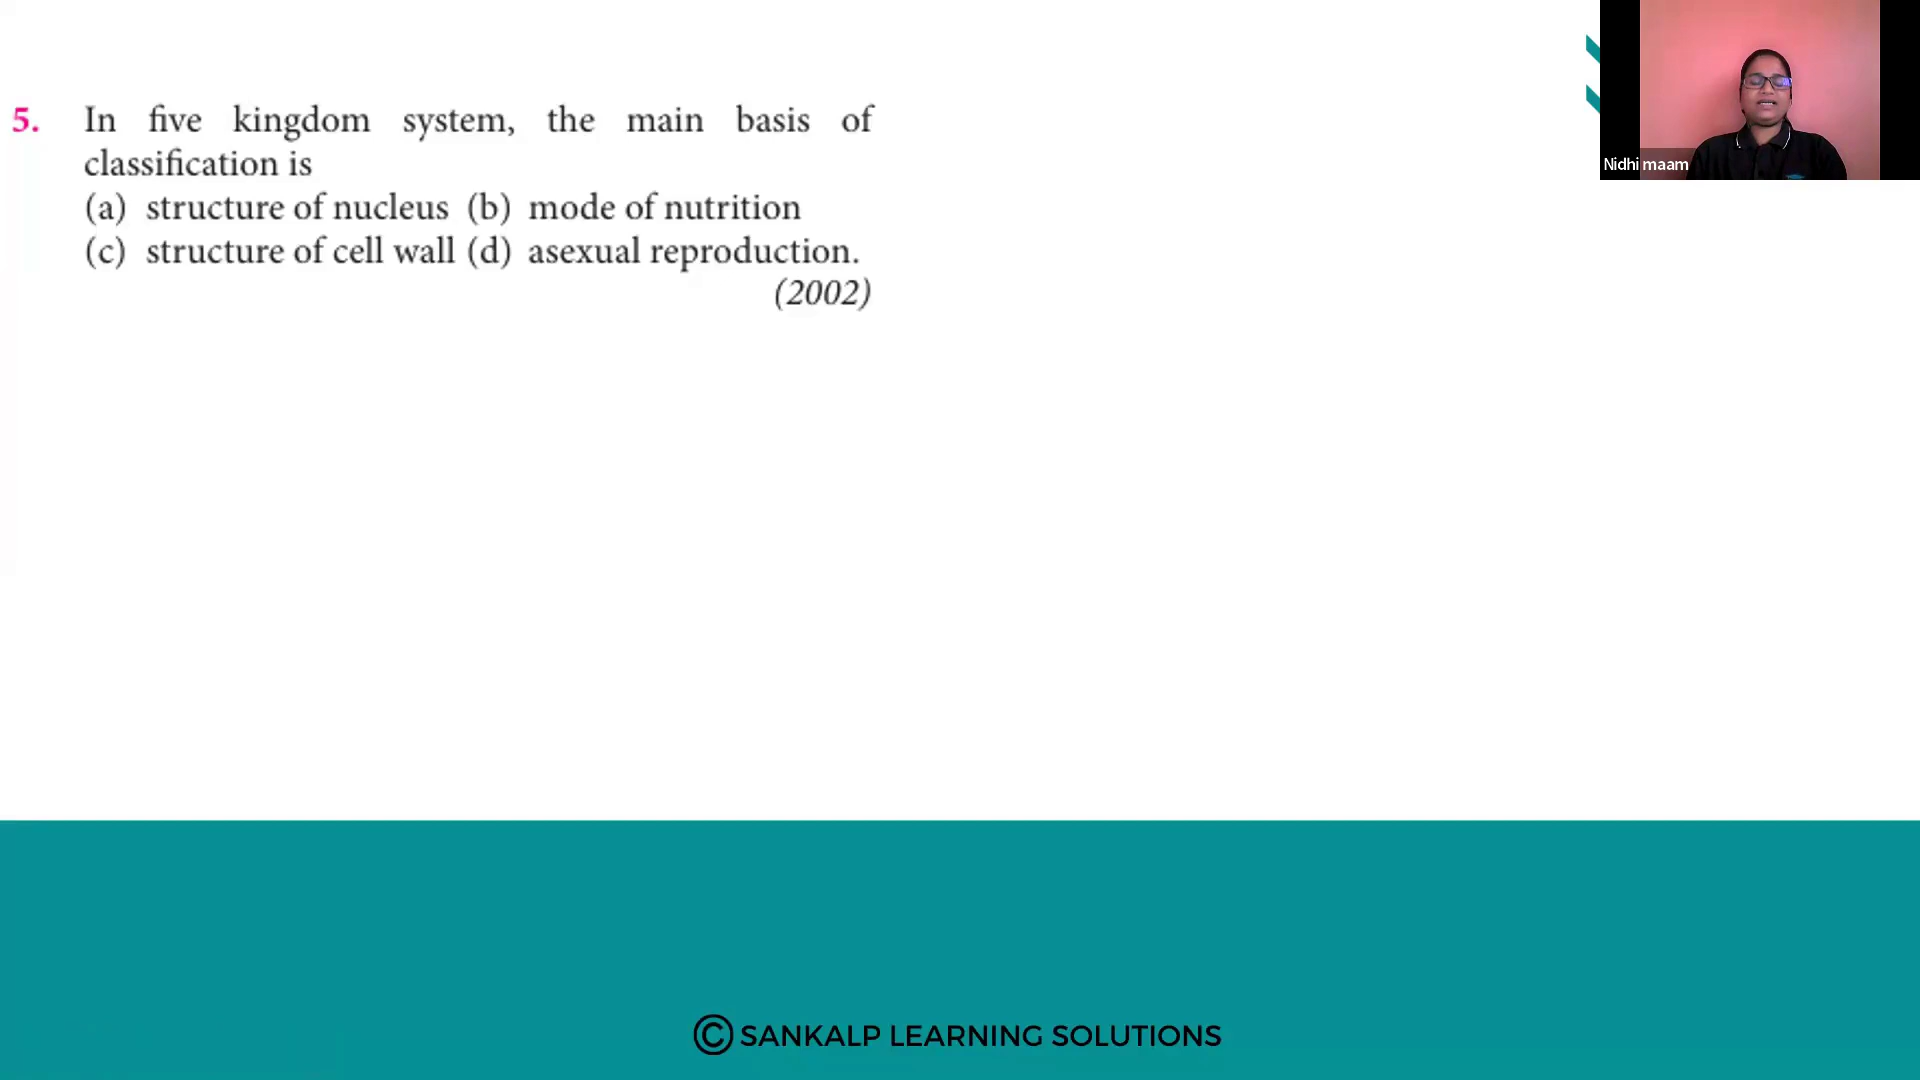 5. In five kingdom system, the main basis of
classification is
(a) structure of nucleus (b) mode of nutrition
(c) structure of cell wall (d) asexual reproduction.
(2002)
Nidhi maam
© SANKALP LEARNING SOLUTIONS